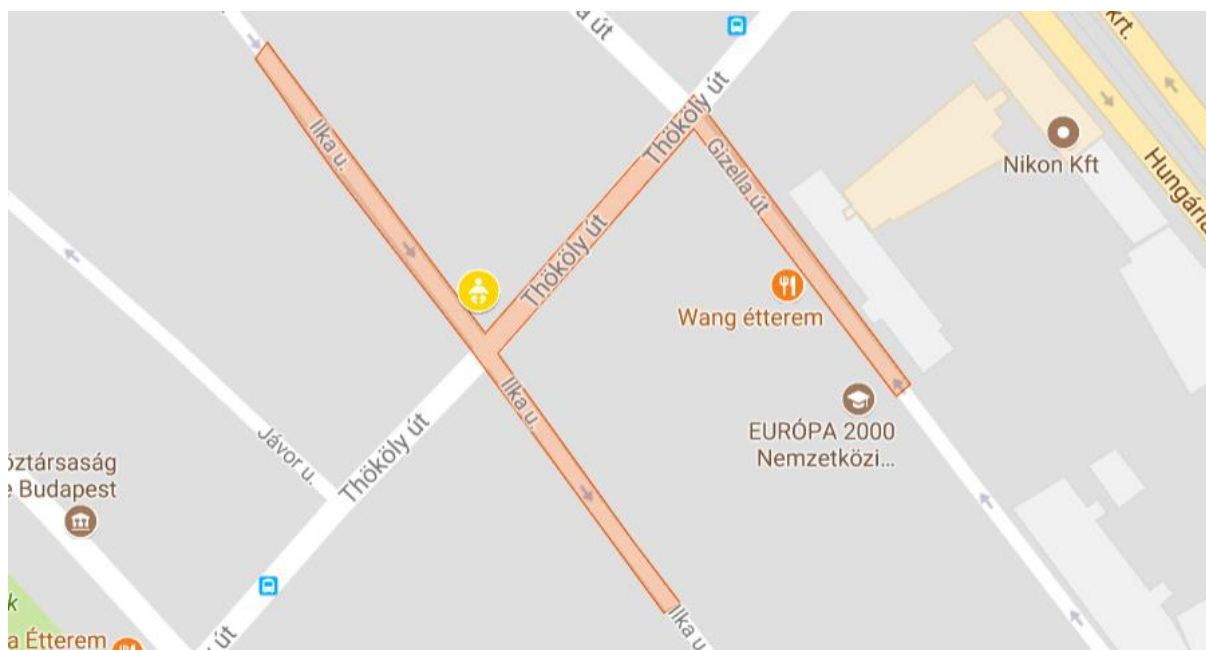 a út
Thököly út
krt.
Ilka u.
Gizella út
Nikon Kft
Hungária
Thököly út
Wang étterem
Ilka u.
EURÓPA 2000
Nemzetközi...
Jávor u.
Thököly út
öztársaság
e Budapest
k
a Étterem
út
Ilka u